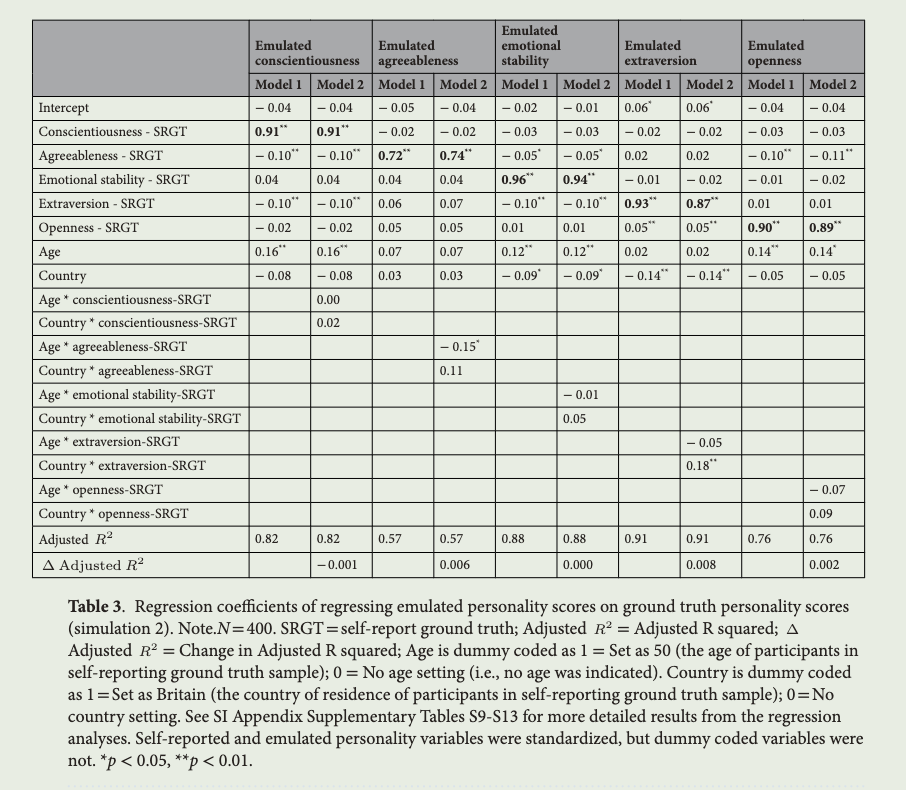 Emulated conscientiousness Emulated agreeableness Emulated emotional stability Emulated extraversion Emulated openness
Model 1 Model 2 Model 1 Model 2 Model 1 Model 2 Model 1 Model 2 Model 1 Model 2
Intercept − 0.04 − 0.04 − 0.05 − 0.04 − 0.02 − 0.01 0.06* 0.06* − 0.04 − 0.04
Conscientiousness - SRGT 0.91** 0.91** − 0.02 − 0.02 − 0.03 − 0.03 − 0.02 − 0.02 − 0.03 − 0.03
Agreeableness - SRGT − 0.10** − 0.10** 0.72** 0.74** − 0.05* − 0.05* 0.02 0.02 − 0.10** − 0.11**
Emotional stability - SRGT 0.04 0.04 0.04 0.04 0.96** 0.94** − 0.01 − 0.02 − 0.01 − 0.02
Extraversion - SRGT − 0.10** − 0.10** 0.06 0.07 − 0.10** − 0.10** 0.93** 0.87** 0.01 0.01
Openness - SRGT − 0.02 − 0.02 0.05 0.05 0.01 0.01 0.05** 0.05** 0.90** 0.89**
Age 0.16** 0.16** 0.07 0.07 0.12** 0.12** 0.02 0.02 0.14** 0.14*
Country − 0.08 − 0.08 0.03 0.03 − 0.09* − 0.09* − 0.14** − 0.14** − 0.05 − 0.05
Age * conscientiousness-SRGT 0.00
Country * conscientiousness-SRGT 0.02
Age * agreeableness-SRGT − 0.15*
Country * agreeableness-SRGT 0.11
Age * emotional stability-SRGT − 0.01
Country * emotional stability-SRGT 0.05
Age * extraversion-SRGT − 0.05
Country * extraversion-SRGT 0.18**
Age * openness-SRGT − 0.07
Country * openness-SRGT 0.09
Adjusted R² 0.82 0.82 0.57 0.57 0.88 0.88 0.91 0.91 0.76 0.76
Δ Adjusted R² −0.001 0.006 0.000 0.008 0.002
Table 3. Regression coefficients of regressing emulated personality scores on ground truth personality scores
(simulation 2). Note.N = 400. SRGT = self-report ground truth; Adjusted R² = Adjusted R squared; Δ
Adjusted R² = Change in Adjusted R squared; Age is dummy coded as 1 = Set as 50 (the age of participants in
self-reporting ground truth sample); 0 = No age setting (i.e., no age was indicated). Country is dummy coded
as 1 = Set as Britain (the country of residence of participants in self-reporting ground truth sample); 0 = No
country setting. See SI Appendix Supplementary Tables S9-S13 for more detailed results from the regression
analyses. Self-reported and emulated personality variables were standardized, but dummy coded variables were
not. *p < 0.05, **p < 0.01.